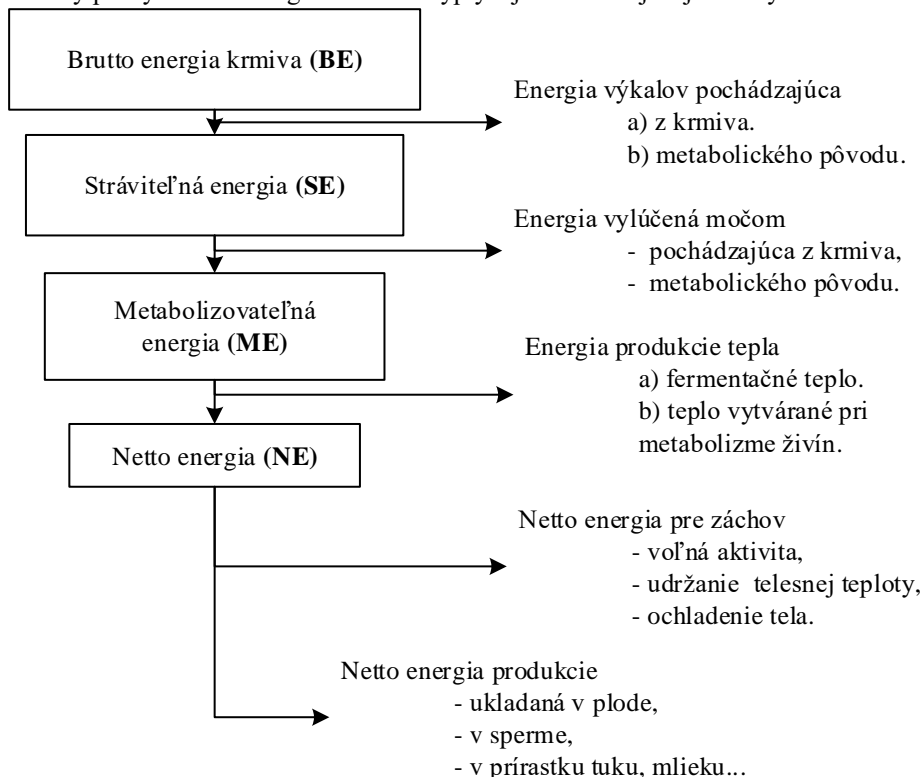 Brutto energia krmiva (BE)
Energia výkalov pochádzajúca
a) z krmiva.
b) metabolického pôvodu.
Stráviteľná energia (SE)
Energia vylúčená močom
- pochádzajúca z krmiva,
- metabolického pôvodu.
Metabolizovateľná
energia (ME)
Energia produkcie tepla
a) fermentačné teplo.
b) teplo vytvárané pri
metabolizme živín.
Netto energia (NE)
Netto energia pre záchov
- voľná aktivita,
- udržanie telesnej teploty,
- ochladenie tela.
Netto energia produkcie
- ukladaná v plode,
- v sperme,
- v prírastku tuku, mlieku...